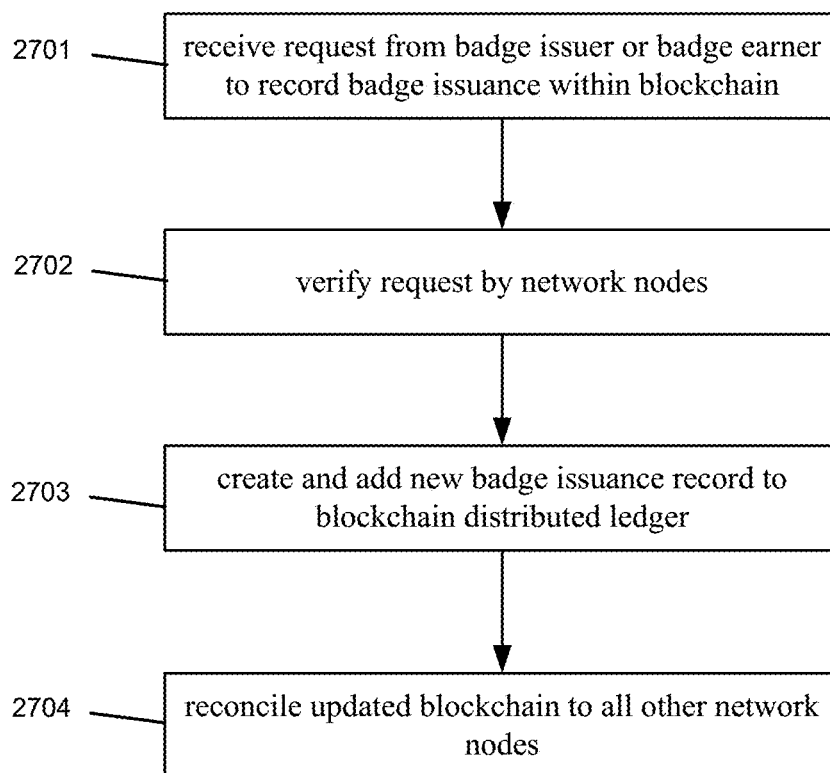 2701
receive request from badge issuer or badge earner
to record badge issuance within blockchain
2702
verify request by network nodes
2703
create and add new badge issuance record to
blockchain distributed ledger
2704
reconcile updated blockchain to all other network
nodes